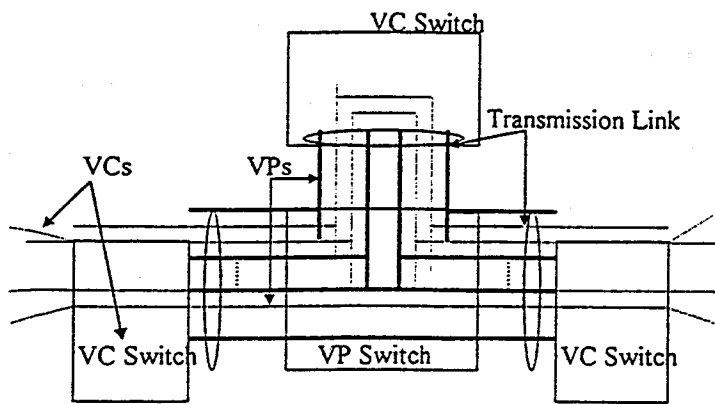 VC Switch
Transmission Link
VPs
VCs
VC Switch
VP Switch
VC Switch